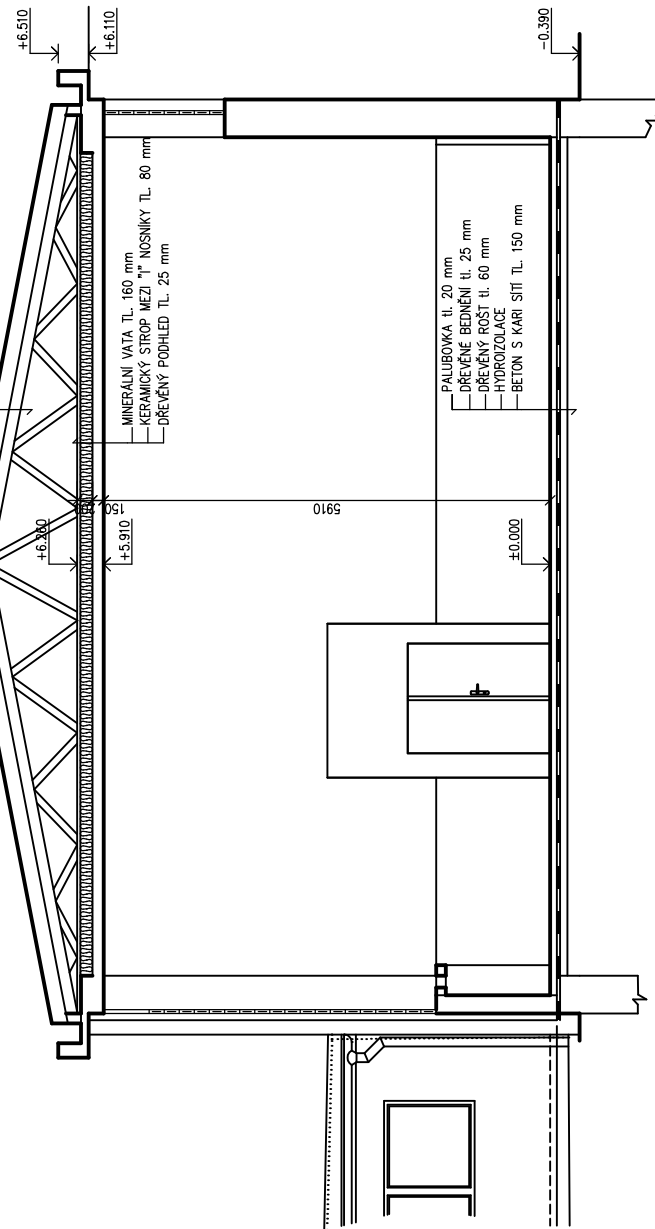 +6.510
+6.110
-0.390
MINERÁLNÍ VATA TL. 160 mm
KERAMICKÝ STROP MEZI "I" NOSNÍKY TL. 80 mm
DŘEVĚNÝ PODHLED TL. 25 mm
PALUBOVKA tl. 20 mm
DŘEVĚNÉ BEDNĚNÍ tl. 25 mm
DŘEVĚNÝ ROŠT tl. 60 mm
HYDROIZOLACE
BETON S KARI SÍTÍ TL. 150 mm
150
5910
+6.260
+5.910
±0.000